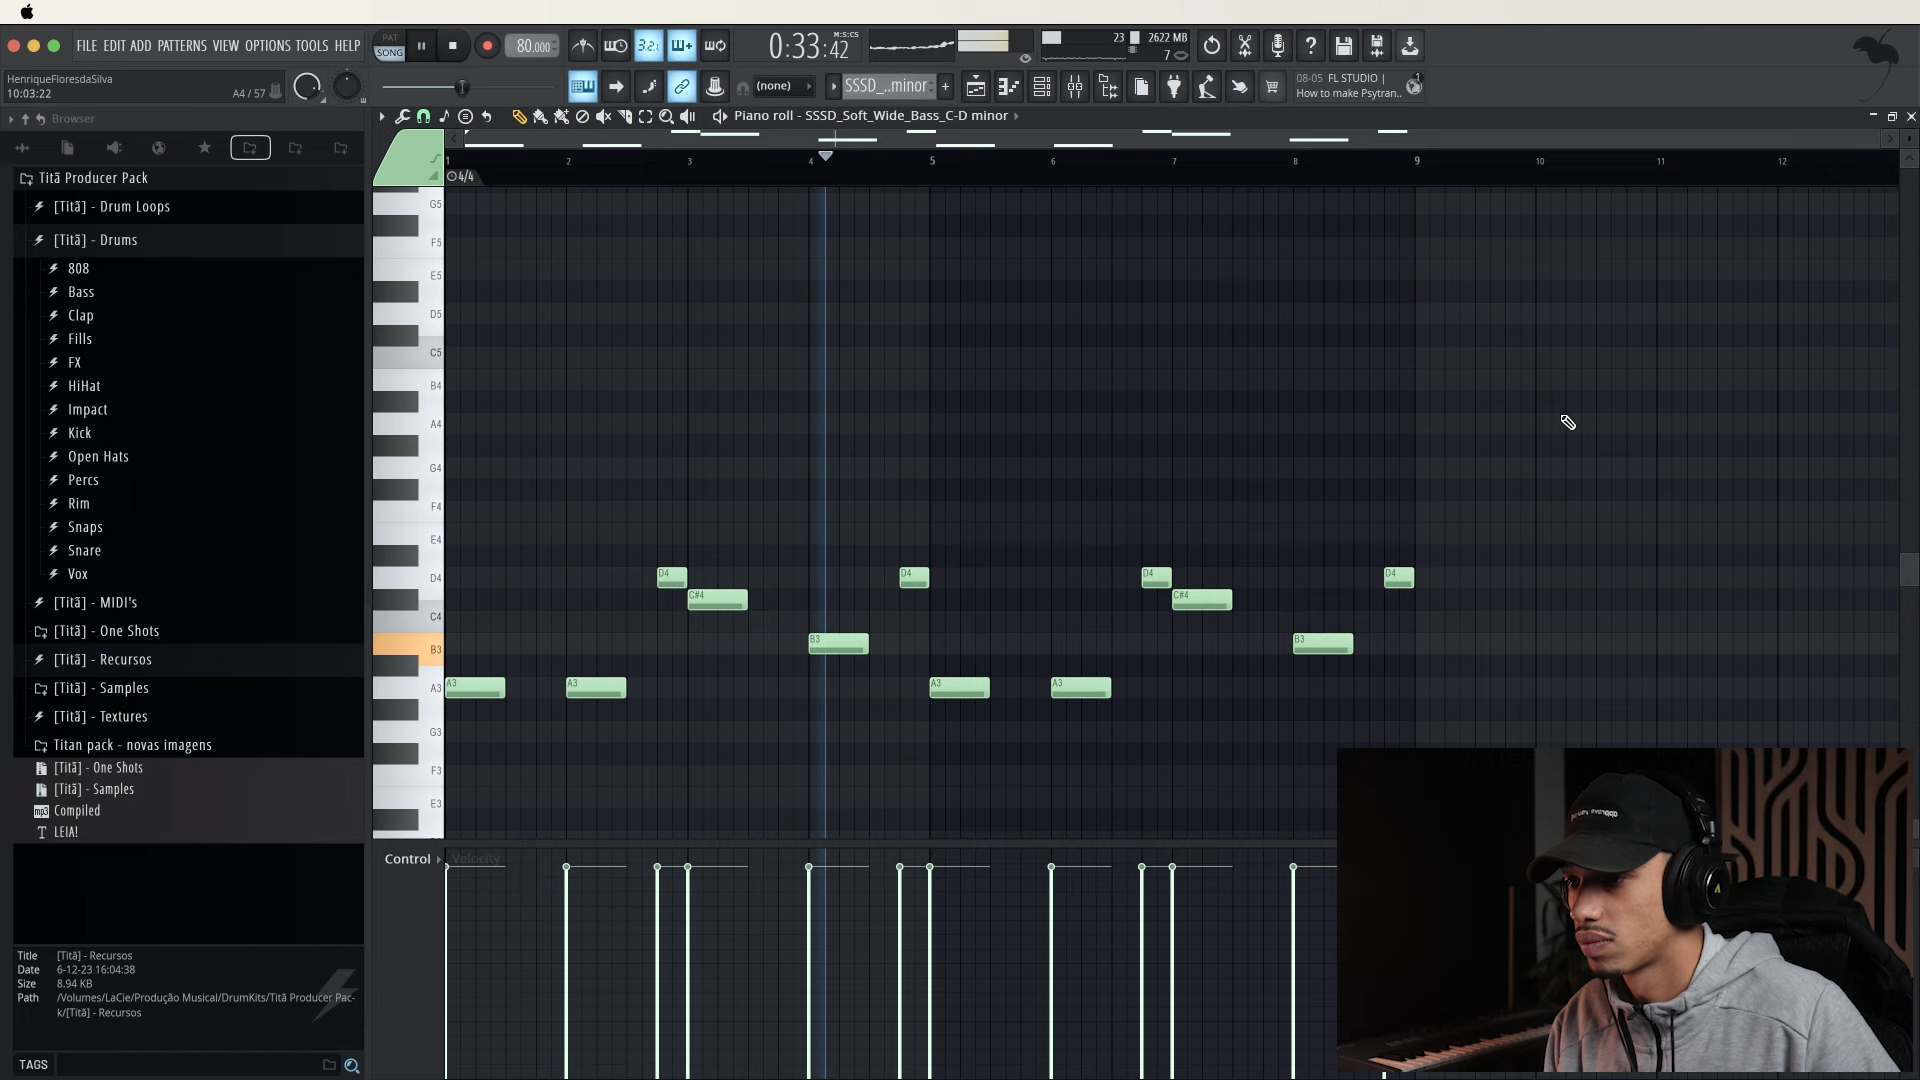 FILE EDIT ADD PATTERNS VIEW OPTIONS TOOLS HELP
PAT
SONG
80.000
3.2.
0:33:42
M:S:CS
23
2622 MB
7
HenriqueFloresdaSilva
10:03:22
A4 / 57
(none)
SSSD_..minor
+
08-05 FL STUDIO |
How to make Psytran..
1
Browser
Piano roll - SSSD_Soft_Wide_Bass_C-D minor
1 2 3 4 5 6 7 8 9 10 11 12
4/4
Titã Producer Pack
[Titã] - Drum Loops
[Titã] - Drums
808
Bass
Clap
Fills
FX
HiHat
Impact
Kick
Open Hats
Percs
Rim
Snaps
Snare
Vox
[Titã] - MIDI's
[Titã] - One Shots
[Titã] - Recursos
[Titã] - Samples
[Titã] - Textures
Titan pack - novas imagens
[Titã] - One Shots
[Titã] - Samples
mp3 Compiled
LEIA!
G5
F5
E5
D5
C5
B4
A4
G4
F4
E4
D4
C4
B3
A3
G3
F3
E3
D4 D4 D4 D4
C#4 C#4
B3 B3
A3 A3 A3 A3
Control
Velocity
Title [Titã] - Recursos
Date 6-12-23 16:04:38
Size 8.94 KB
Path /Volumes/LaCie/Produção Musical/DrumKits/Titã Producer Pac-
k/[Titã] - Recursos
TAGS